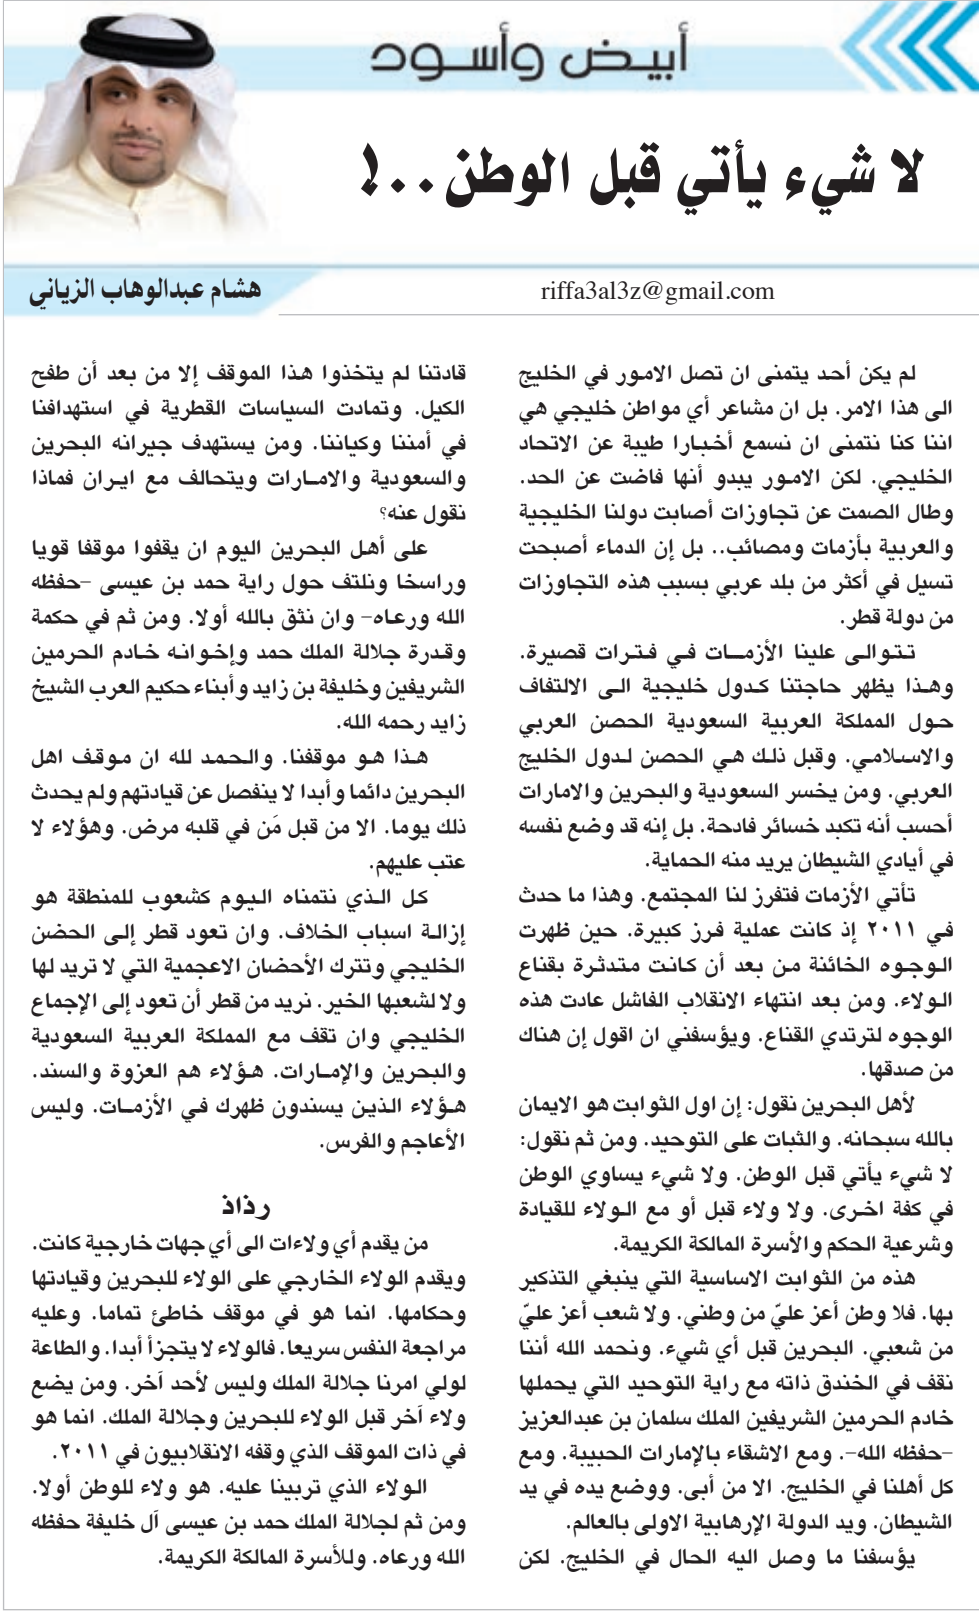 أبيض وأسود
لا شيء يأتي قبل الوطن..!
هشام عبدالوهاب الزياني
riffa3al3z@gmail.com
لم يكن أحد يتمنى ان تصل الامور في الخليج
الى هذا الامر. بل ان مشاعر أي مواطن خليجي هي
اننا كنا نتمنى ان نسمع أخبارا طيبة عن الاتحاد
الخليجي. لكن الامور يبدو أنها فاضت عن الحد.
وطال الصمت عن تجاوزات أصابت دولنا الخليجية
والعربية بأزمات ومصائب.. بل إن الدماء أصبحت
تسيل في أكثر من بلد عربي بسبب هذه التجاوزات
من دولة قطر.
تتوالى علينا الأزمات في فترات قصيرة.
وهذا يظهر حاجتنا كدول خليجية الى الالتفاف
حول المملكة العربية السعودية الحصن العربي
والاسلامي. وقبل ذلك هي الحصن لدول الخليج
العربي. ومن يخسر السعودية والبحرين والامارات
أحسب أنه تكبد خسائر فادحة. بل إنه قد وضع نفسه
في أيادي الشيطان يريد منه الحماية.
تأتي الأزمات فتفرز لنا المجتمع. وهذا ما حدث
في ٢٠١١ إذ كانت عملية فرز كبيرة. حين ظهرت
الوجوه الخائنة من بعد أن كانت متدثرة بقناع
الولاء. ومن بعد انتهاء الانقلاب الفاشل عادت هذه
الوجوه لترتدي القناع. ويؤسفني ان اقول إن هناك
من صدقها.
لأهل البحرين نقول: إن اول الثوابت هو الايمان
بالله سبحانه. والثبات على التوحيد. ومن ثم نقول:
لا شيء يأتي قبل الوطن. ولا شيء يساوي الوطن
في كفة اخرى. ولا ولاء قبل أو مع الولاء للقيادة
وشرعية الحكم والأسرة المالكة الكريمة.
هذه من الثوابت الاساسية التي ينبغي التذكير
بها. فلا وطن أعز عليّ من وطني. ولا شعب أعز عليّ
من شعبي. البحرين قبل أي شيء. ونحمد الله أننا
نقف في الخندق ذاته مع راية التوحيد التي يحملها
خادم الحرمين الشريفين الملك سلمان بن عبدالعزيز
-حفظه الله-. ومع الاشقاء بالإمارات الحبيبة. ومع
كل أهلنا في الخليج. الا من أبى. ووضع يده في يد
الشيطان. ويد الدولة الإرهابية الاولى بالعالم.
يؤسفنا ما وصل اليه الحال في الخليج. لكن
قادتنا لم يتخذوا هذا الموقف إلا من بعد أن طفح
الكيل. وتمادت السياسات القطرية في استهدافنا
في أمننا وكياننا. ومن يستهدف جيرانه البحرين
والسعودية والامارات ويتحالف مع ايران فماذا
نقول عنه؟
على أهل البحرين اليوم ان يقفوا موقفا قويا
وراسخا ونلتف حول راية حمد بن عيسى -حفظه
الله ورعاه- وان نثق بالله أولا. ومن ثم في حكمة
وقدرة جلالة الملك حمد وإخوانه خادم الحرمين
الشريفين وخليفة بن زايد وأبناء حكيم العرب الشيخ
زايد رحمه الله.
هذا هو موقفنا. والحمد لله ان موقف اهل
البحرين دائما وأبدا لا ينفصل عن قيادتهم ولم يحدث
ذلك يوما. الا من قبل مَن في قلبه مرض. وهؤلاء لا
عتب عليهم.
كل الذي نتمناه اليوم كشعوب للمنطقة هو
إزالة اسباب الخلاف. وان تعود قطر إلى الحضن
الخليجي وتترك الأحضان الاعجمية التي لا تريد لها
ولا لشعبها الخير. نريد من قطر أن تعود إلى الإجماع
الخليجي وان تقف مع المملكة العربية السعودية
والبحرين والإمارات. هؤلاء هم العزوة والسند.
هؤلاء الذين يسندون ظهرك في الأزمات. وليس
الأعاجم والفرس.
رذاذ
من يقدم أي ولاءات الى أي جهات خارجية كانت.
ويقدم الولاء الخارجي على الولاء للبحرين وقيادتها
وحكامها. انما هو في موقف خاطئ تماما. وعليه
مراجعة النفس سريعا. فالولاء لا يتجزأ أبدا. والطاعة
لولي امرنا جلالة الملك وليس لأحد آخر. ومن يضع
ولاء آخر قبل الولاء للبحرين وجلالة الملك. انما هو
في ذات الموقف الذي وقفه الانقلابيون في ٢٠١١.
الولاء الذي تربينا عليه. هو ولاء للوطن أولا.
ومن ثم لجلالة الملك حمد بن عيسى آل خليفة حفظه
الله ورعاه. وللأسرة المالكة الكريمة.